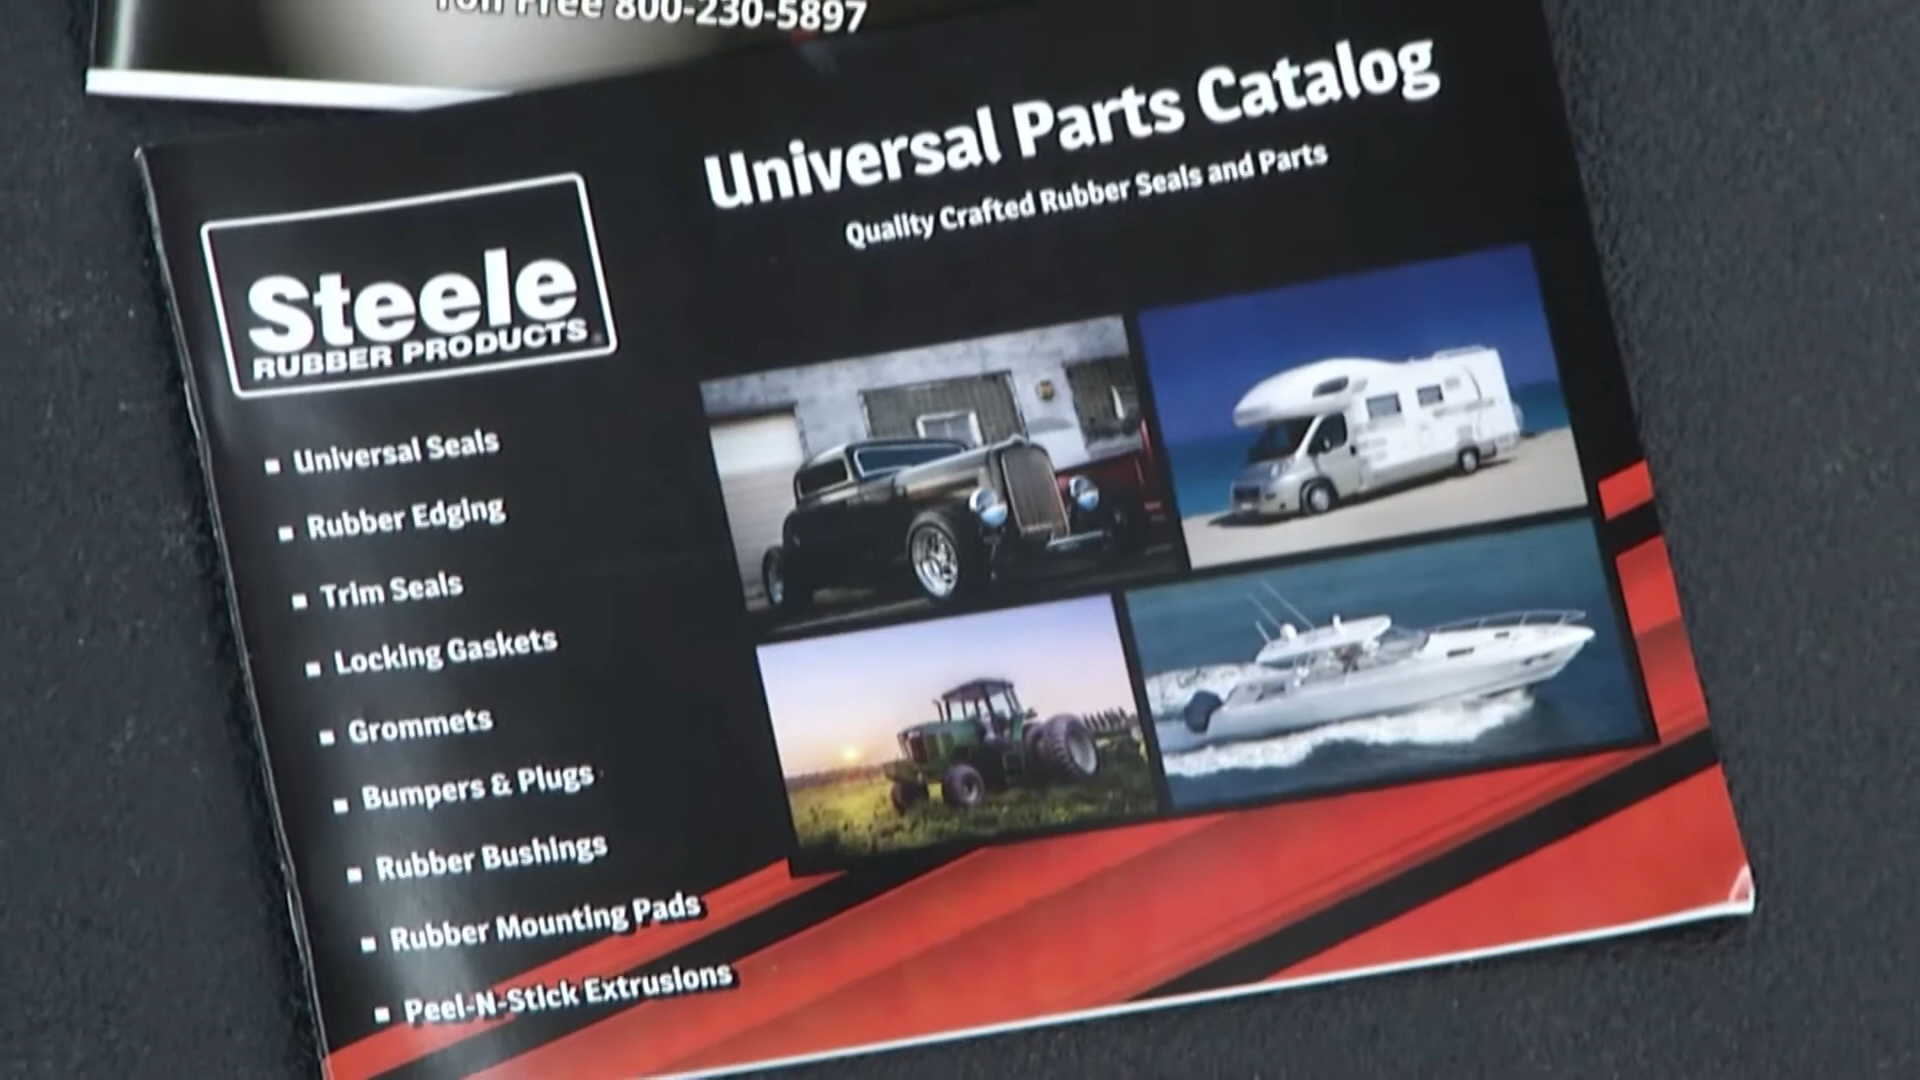 Toll Free 800-230-5897
Universal Parts Catalog
Quality Crafted Rubber Seals and Parts
Steele
RUBBER PRODUCTS
Universal Seals
Rubber Edging
Trim Seals
Locking Gaskets
Grommets
Bumpers & Plugs
Rubber Bushings
Rubber Mounting Pads
Peel-N-Stick Extrusions